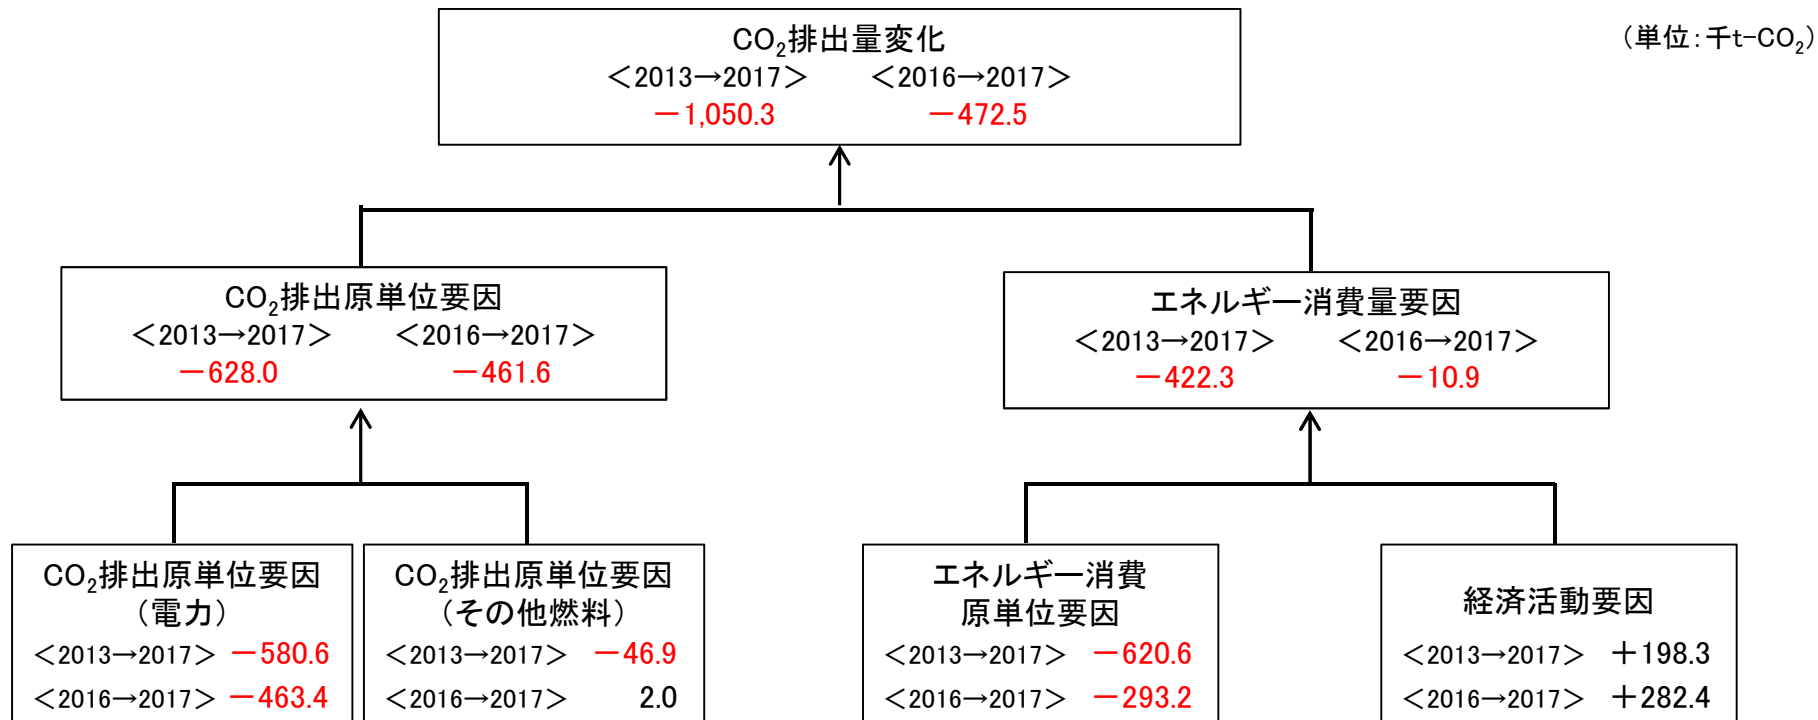 CO₂排出量変化
＜2013→2017＞ ＜2016→2017＞
－1,050.3 －472.5
（単位：千t-CO₂）
CO₂排出原単位要因
＜2013→2017＞ ＜2016→2017＞
－628.0 －461.6
エネルギー消費量要因
＜2013→2017＞ ＜2016→2017＞
－422.3 －10.9
CO₂排出原単位要因
（電力）
＜2013→2017＞ －580.6
＜2016→2017＞ －463.4
CO₂排出原単位要因
（その他燃料）
＜2013→2017＞ －46.9
＜2016→2017＞ 2.0
エネルギー消費
原単位要因
＜2013→2017＞ －620.6
＜2016→2017＞ －293.2
経済活動要因
＜2013→2017＞ ＋198.3
＜2016→2017＞ ＋282.4